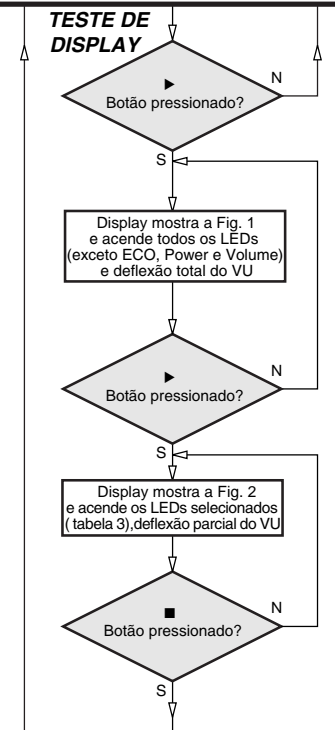 TESTE DE
DISPLAY
▶
Botão pressionado?
N
S
Display mostra a Fig. 1
e acende todos os LEDs
(exceto ECO, Power e Volume)
e deflexão total do VU
▶
Botão pressionado?
N
S
Display mostra a Fig. 2
e acende os LEDs selecionados
( tabela 3),deflexão parcial do VU
■
Botão pressionado?
N
S